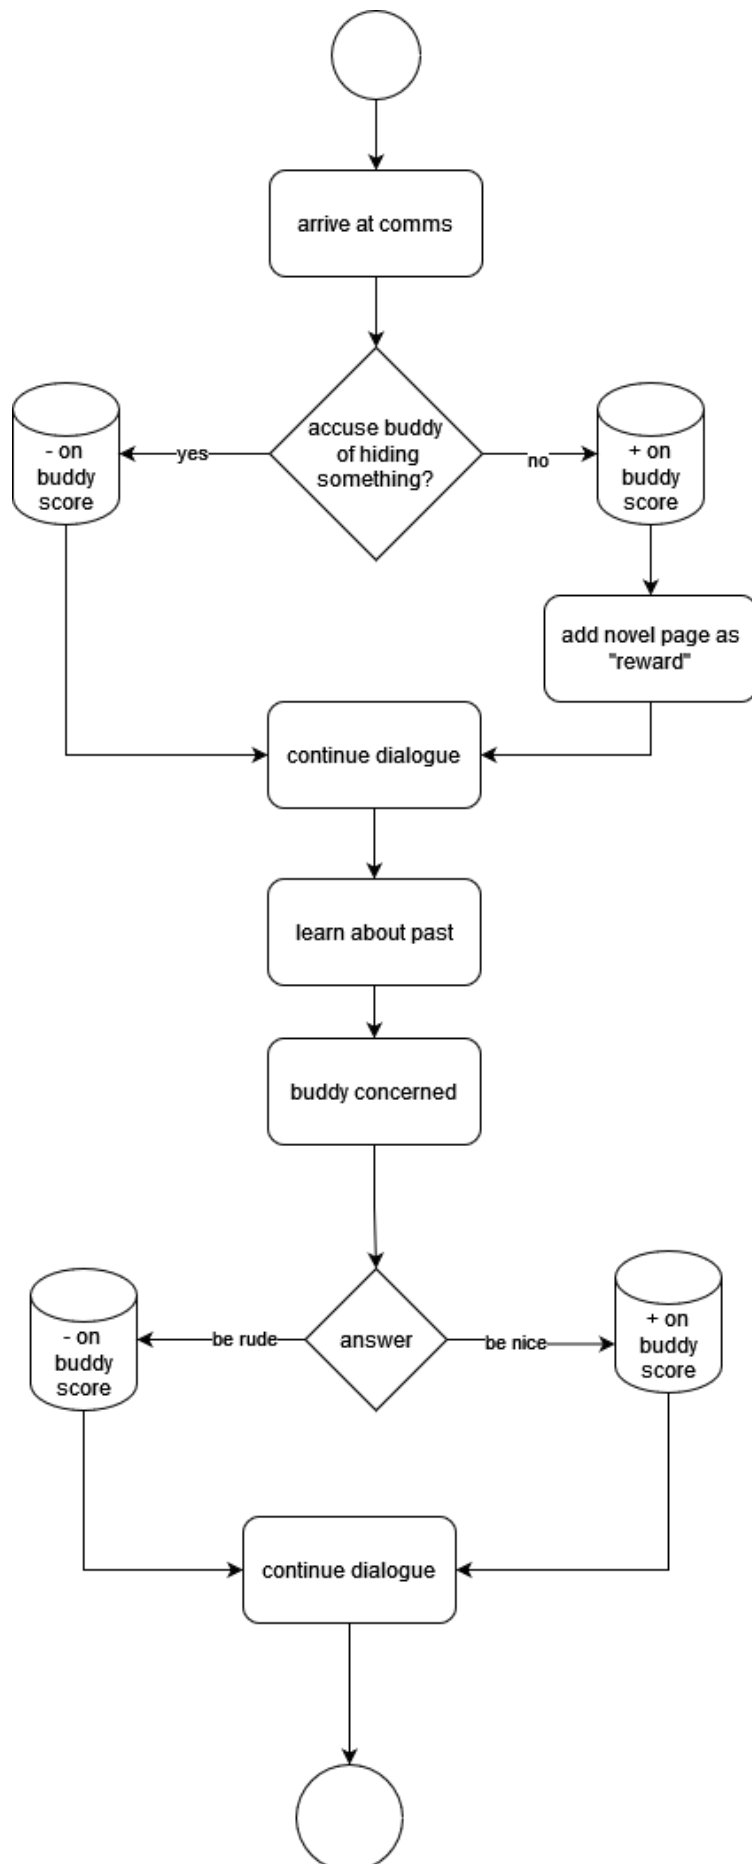 arrive at comms
accuse buddy
of hiding
something?
yes
no
- on
buddy
score
+ on
buddy
score
add novel page as
"reward"
continue dialogue
learn about past
buddy concerned
answer
be rude
be nice
- on
buddy
score
+ on
buddy
score
continue dialogue